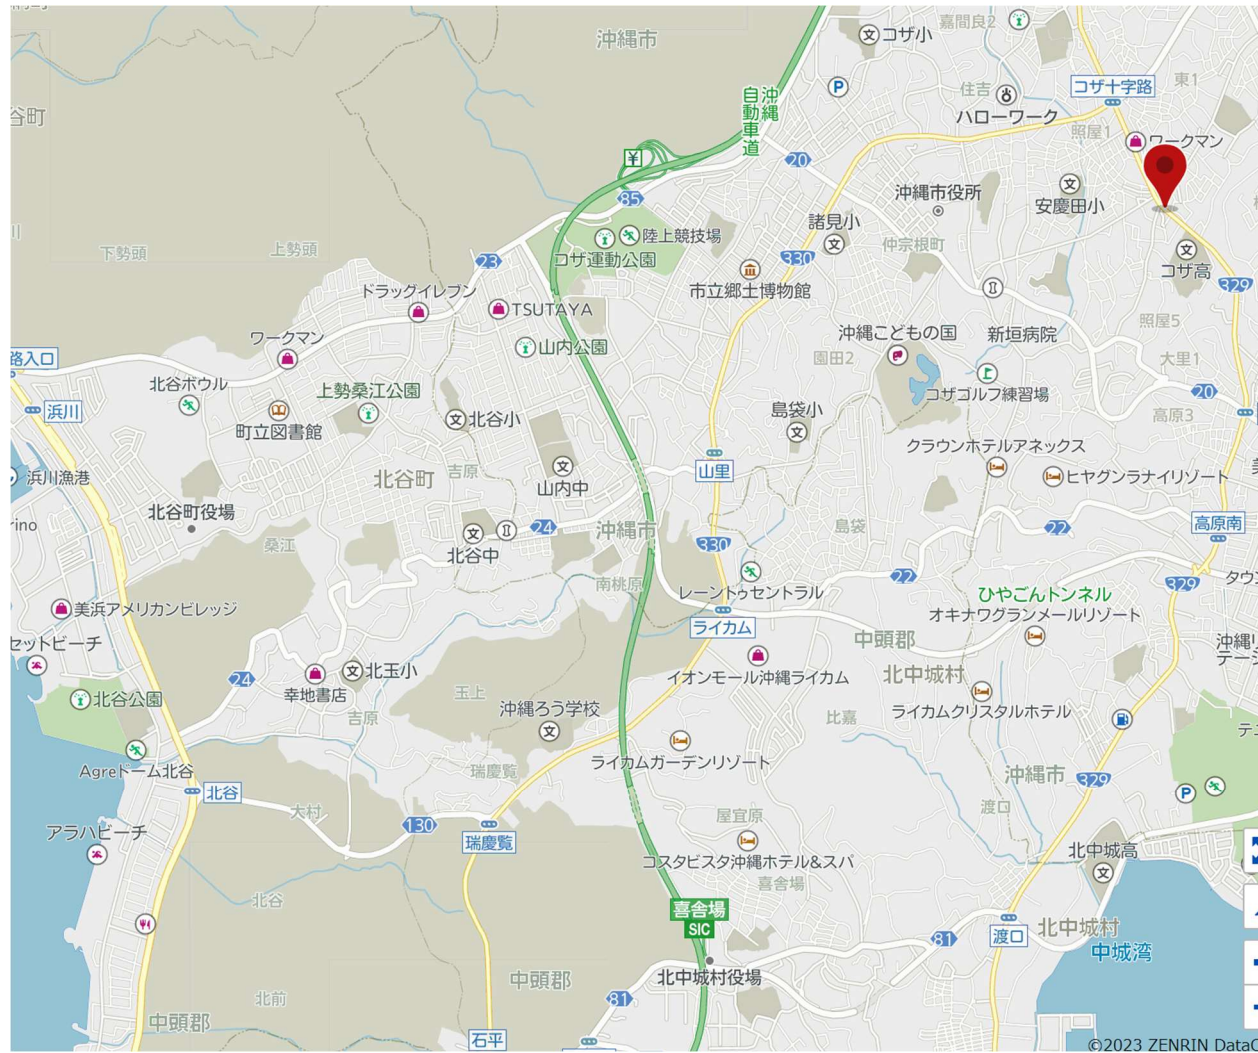 沖縄市
嘉間良2
コザ小
谷町
沖縄
自動車道
P
住吉
東1
コザ十字路
ハローワーク
照屋1
ワークマン
¥
20
85
沖縄市役所
安慶田小
諸見小
陸上競技場
コザ運動公園
仲宗根町
コザ高
川
下勢頭
上勢頭
23
330
市立郷土博物館
329
ドラッグイレブン
TSUTAYA
沖縄こどもの国
新垣病院
照屋5
ワークマン
山内公園
園田2
大里1
路入口
北谷ボウル
上勢桑江公園
コザゴルフ練習場
20
浜川
町立図書館
北谷小
島袋小
高原3
クラウンホテルアネックス
浜川漁港
北谷町
吉原
山内中
山里
ヒヤグンラナイリゾート
北谷町役場
rino
24
沖縄市
島袋
22
高原南
桑江
北谷中
330
南桃原
レーントゥセントラル
22
ひやごんトンネル
329
タウン
美浜アメリカンビレッジ
オキナワグランメールリゾート
ライカム
中頭郡
セットビーチ
沖縄リ
テージ
北玉小
24
イオンモール沖縄ライカム
北中城村
北谷公園
幸地書店
玉上
沖縄ろう学校
ライカムクリスタルホテル
吉原
比嘉
テニ
Agreドーム北谷
瑞慶覧
ライカムガーデンリゾート
沖縄市
329
北谷
P
大村
屋宜原
渡口
130
アラハビーチ
瑞慶覧
コスタビスタ沖縄ホテル&スパ
北中城高
喜舎場
北谷
喜舎場
SIC
81
渡口
北中城村
中城湾
北中城村役場
中頭郡
北前
81
中頭郡
石平
©2023 ZENRIN DataC